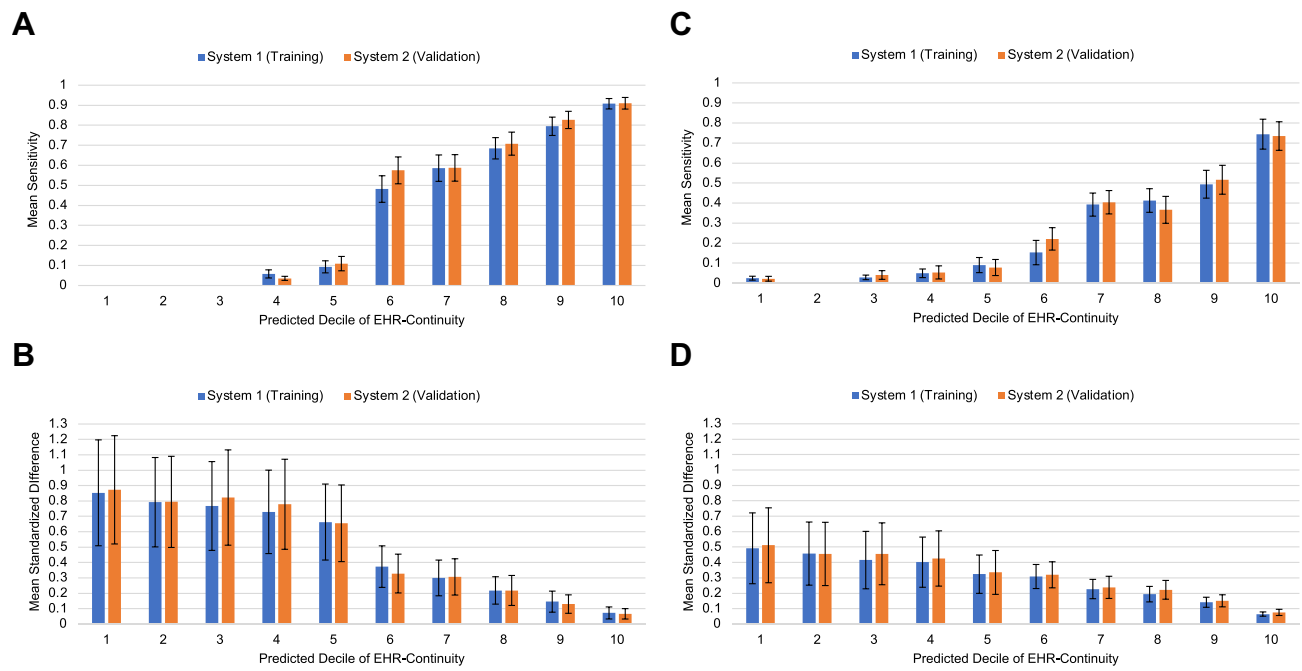 A
System 1 (Training) System 2 (Validation)
Mean Sensitivity
1
0.9
0.8
0.7
0.6
0.5
0.4
0.3
0.2
0.1
0
1 2 3 4 5 6 7 8 9 10
Predicted Decile of EHR-Continuity
B
System 1 (Training) System 2 (Validation)
Mean Standardized DIfference
1.3
1.2
1.1
1
0.9
0.8
0.7
0.6
0.5
0.4
0.3
0.2
0.1
0
1 2 3 4 5 6 7 8 9 10
Predicted Decile of EHR-Continuity
C
System 1 (Training) System 2 (Validation)
Mean Sensitivity
1
0.9
0.8
0.7
0.6
0.5
0.4
0.3
0.2
0.1
0
1 2 3 4 5 6 7 8 9 10
Predicted Decile of EHR-Continuity
D
System 1 (Training) System 2 (Validation)
Mean Standardized Difference
1.3
1.2
1.1
1
0.9
0.8
0.7
0.6
0.5
0.4
0.3
0.2
0.1
0
1 2 3 4 5 6 7 8 9 10
Predicted Decile of EHR-Continuity